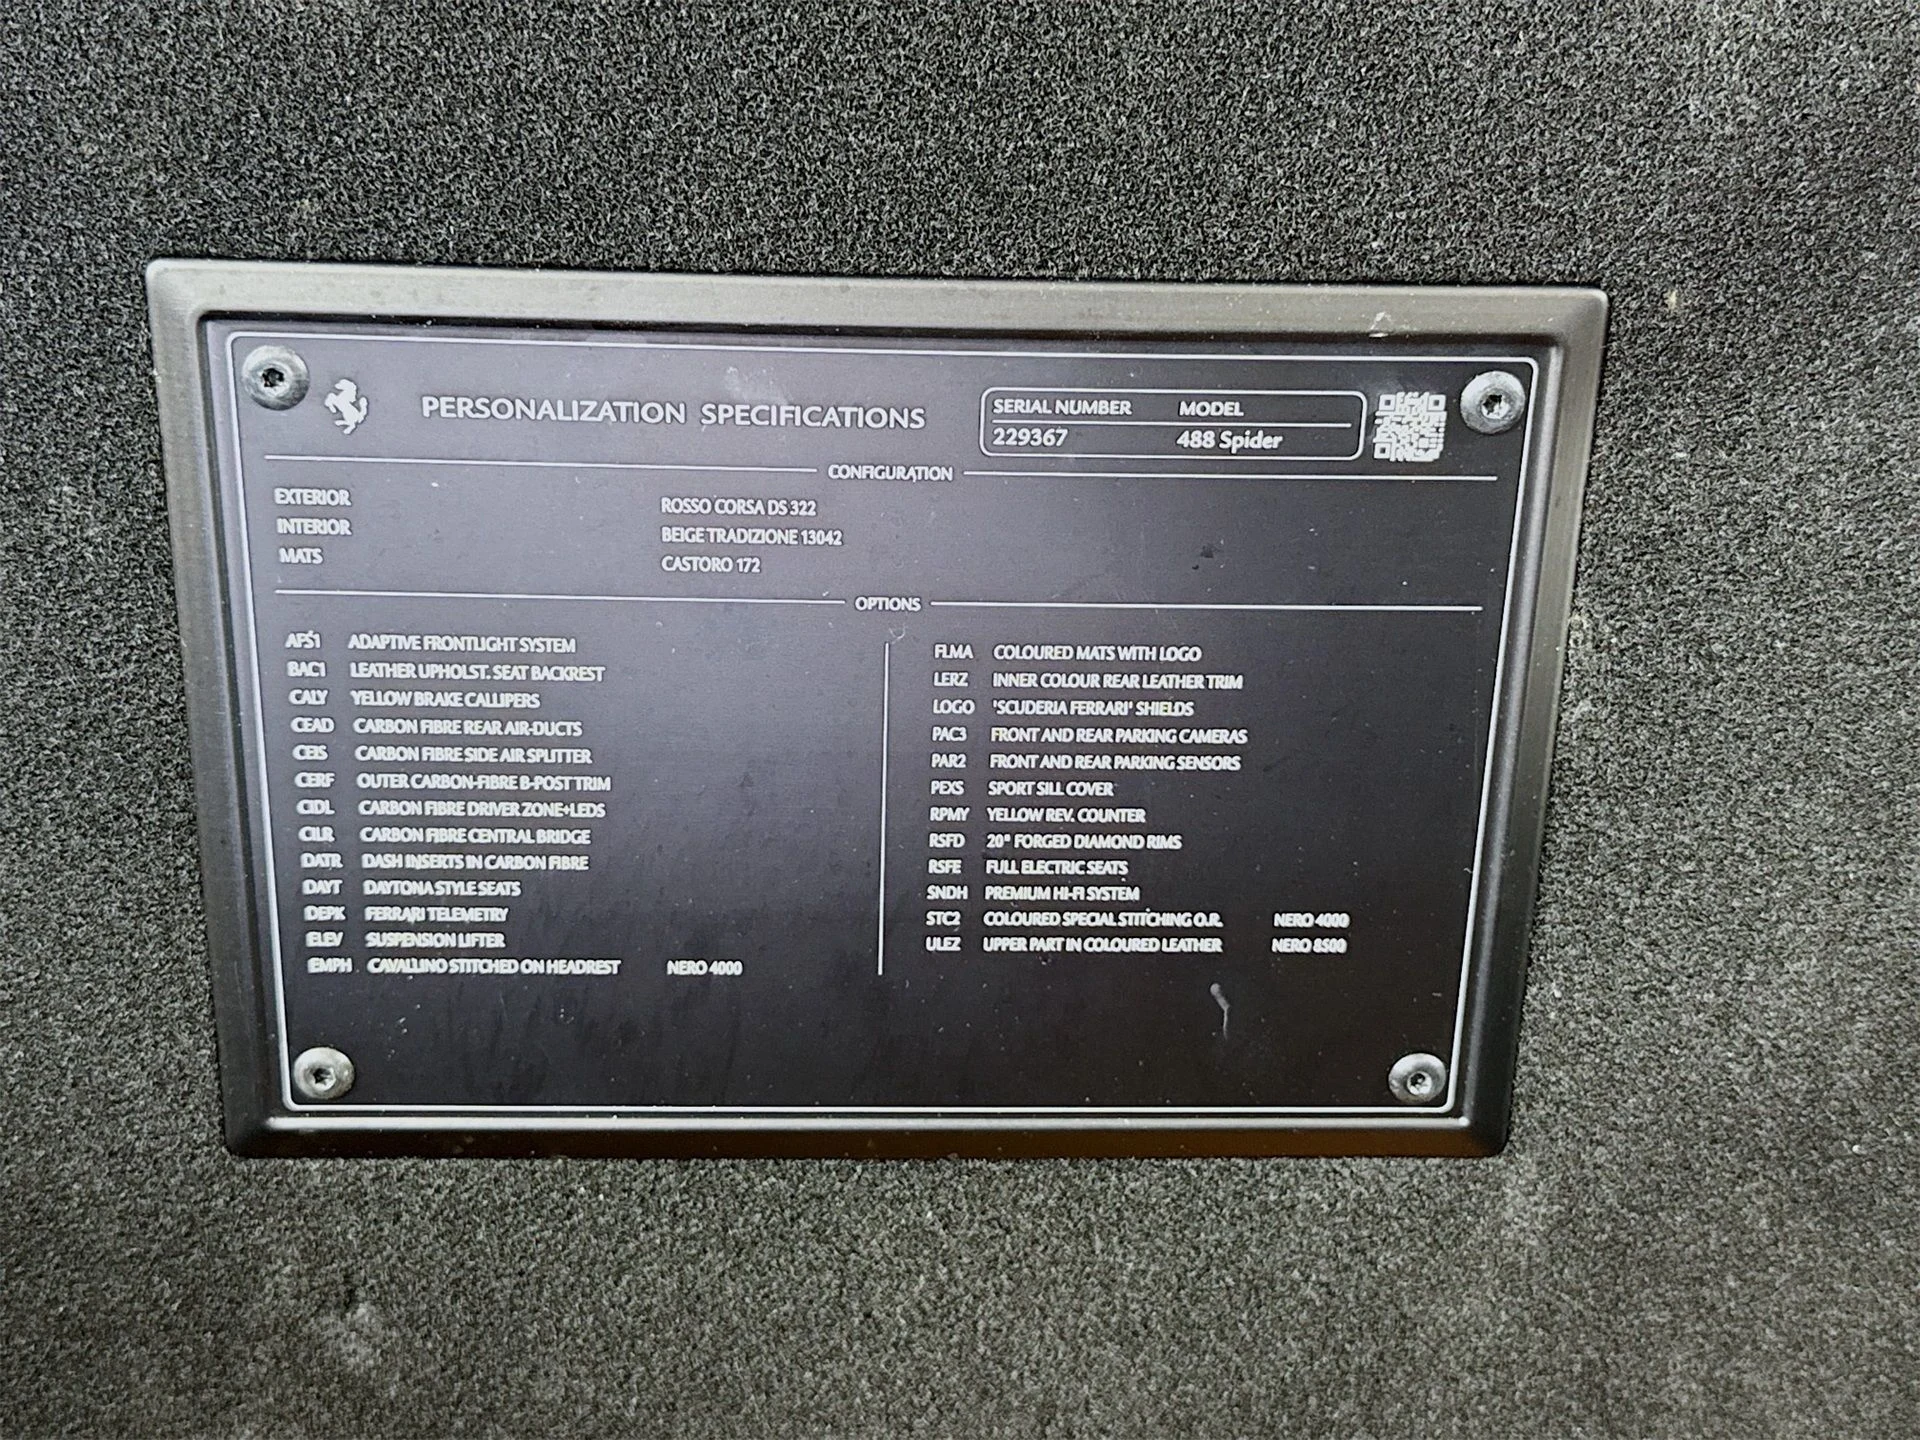 PERSONALIZATION SPECIFICATIONS
SERIAL NUMBER MODEL
229367 488 Spider
CONFIGURATION
EXTERIOR ROSSO CORSA DS 322
INTERIOR BEIGE TRADIZIONE 13042
MATS CASTORO 172
OPTIONS
AFS1 ADAPTIVE FRONTLIGHT SYSTEM
BAC1 LEATHER UPHOLST. SEAT BACKREST
CALY YELLOW BRAKE CALLIPERS
CEAD CARBON FIBRE REAR AIR-DUCTS
CEIS CARBON FIBRE SIDE AIR SPLITTER
CERF OUTER CARBON-FIBRE B-POST TRIM
CIDL CARBON FIBRE DRIVER ZONE+LEDS
CILR CARBON FIBRE CENTRAL BRIDGE
DATR DASH INSERTS IN CARBON FIBRE
DAYT DAYTONA STYLE SEATS
DEPK FERRARI TELEMETRY
ELEV SUSPENSION LIFTER
EMPH CAVALLINO STITCHED ON HEADREST NERO 4000
FLMA COLOURED MATS WITH LOGO
LERZ INNER COLOUR REAR LEATHER TRIM
LOGO 'SCUDERIA FERRARI' SHIELDS
PAC3 FRONT AND REAR PARKING CAMERAS
PAR2 FRONT AND REAR PARKING SENSORS
PEXS SPORT SILL COVER
RPMY YELLOW REV. COUNTER
RSFD 20" FORGED DIAMOND RIMS
RSFE FULL ELECTRIC SEATS
SNDH PREMIUM HI-FI SYSTEM
STC2 COLOURED SPECIAL STITCHING O.R. NERO 4000
ULEZ UPPER PART IN COLOURED LEATHER NERO 8500